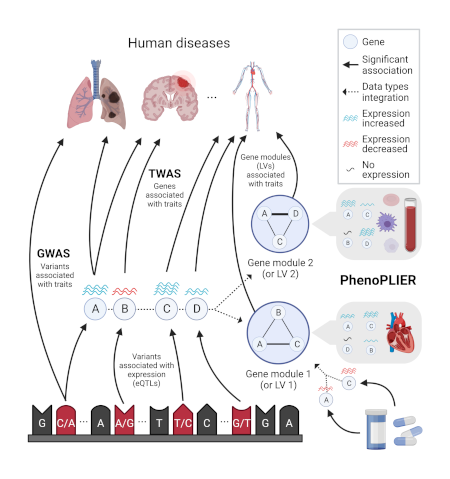 Human diseases
...
Gene
Significant
association
Data types
integration
Expression
increased
Expression
decreased
No
expression
TWAS
Genes
associated
with traits
Gene modules
(LVs)
associated
with traits
GWAS
Variants
associated
with traits
A D
C
Gene module 2
(or LV 2)
A C
B D
PhenoPLIER
A B ... C D
B
A C
Gene module 1
(or LV 1)
A C
D B
Variants
associated with
expression
(eQTLs)
C
A
G C/A ... A A/G ... T T/C C ... G/T G A